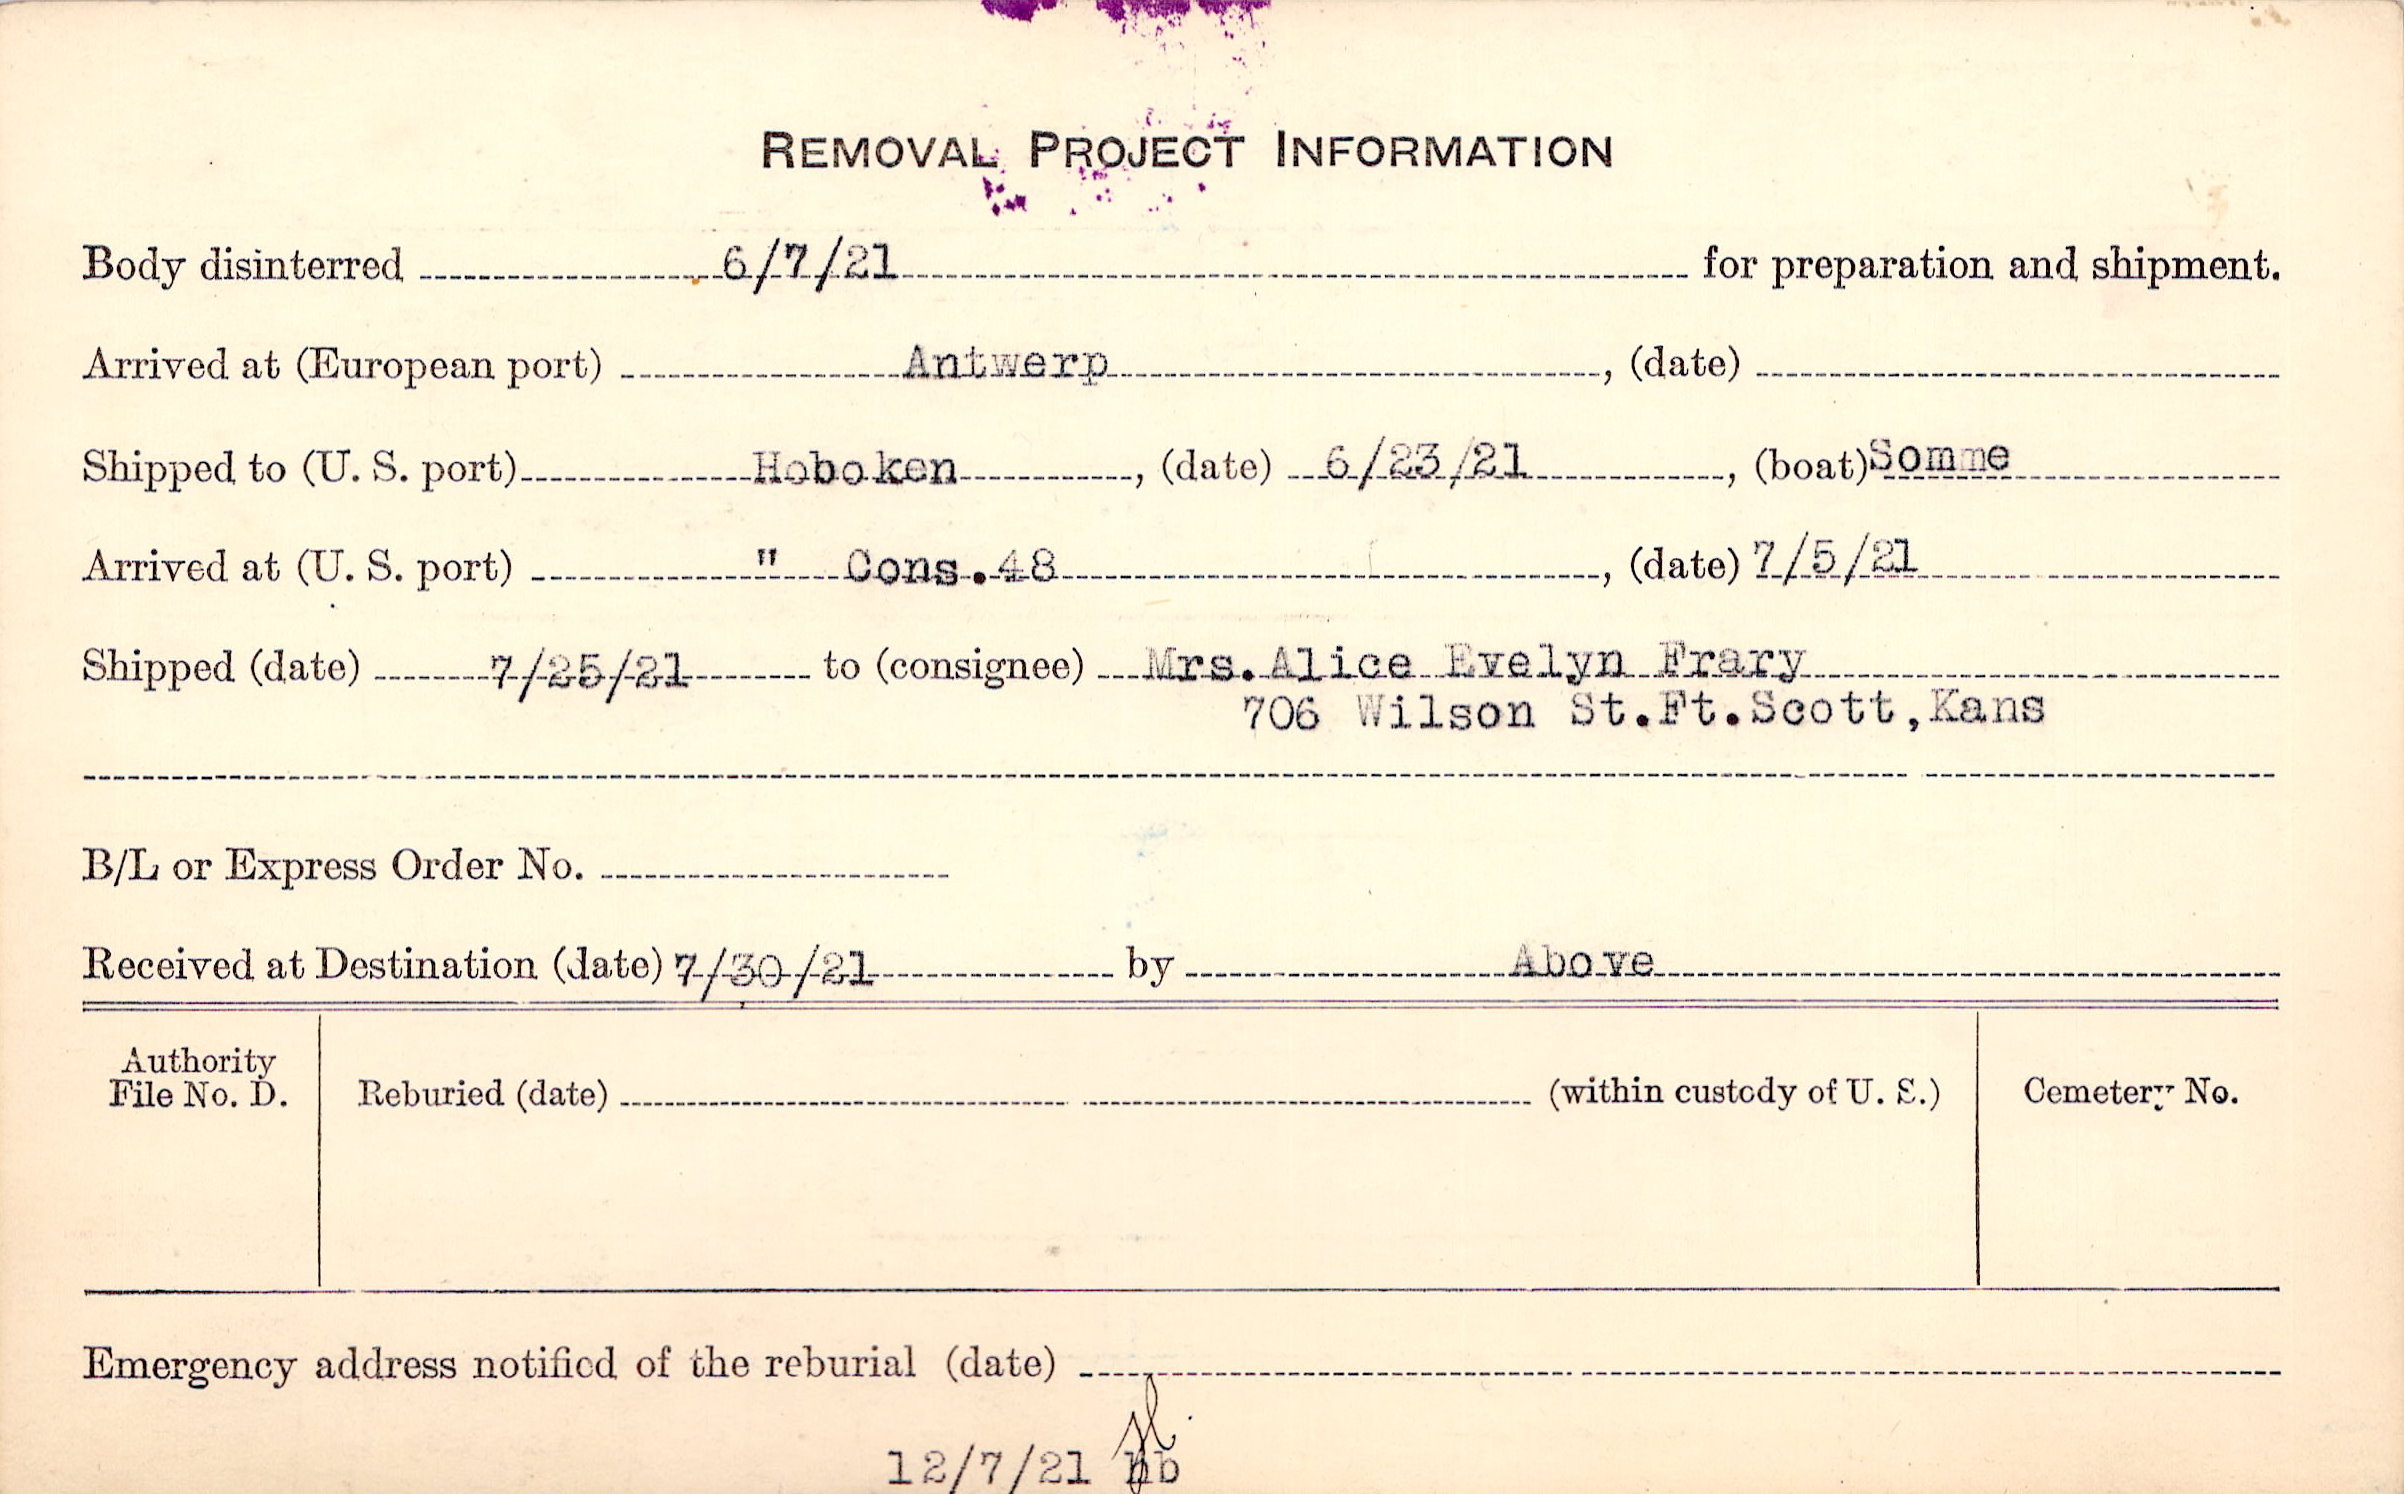 REMOVAL PROJECT INFORMATION
Body disinterred 6/7/21 for preparation and shipment.
Arrived at (European port) Antwerp, (date)
Shipped to (U. S. port) Hoboken, (date) 6/23/21, (boat) Somme
Arrived at (U. S. port) " Cons.48, (date) 7/5/21
Shipped (date) 7/25/21 to (consignee) Mrs.Alice Evelyn Frary
706 Wilson St.Ft.Scott,Kans
B/L or Express Order No.
Received at Destination (date) 7/30/21 by Above
Authority
File No. D.
Reburied (date) (within custody of U. S.)
Cemetery No.
Emergency address notified of the reburial (date)
12/7/21